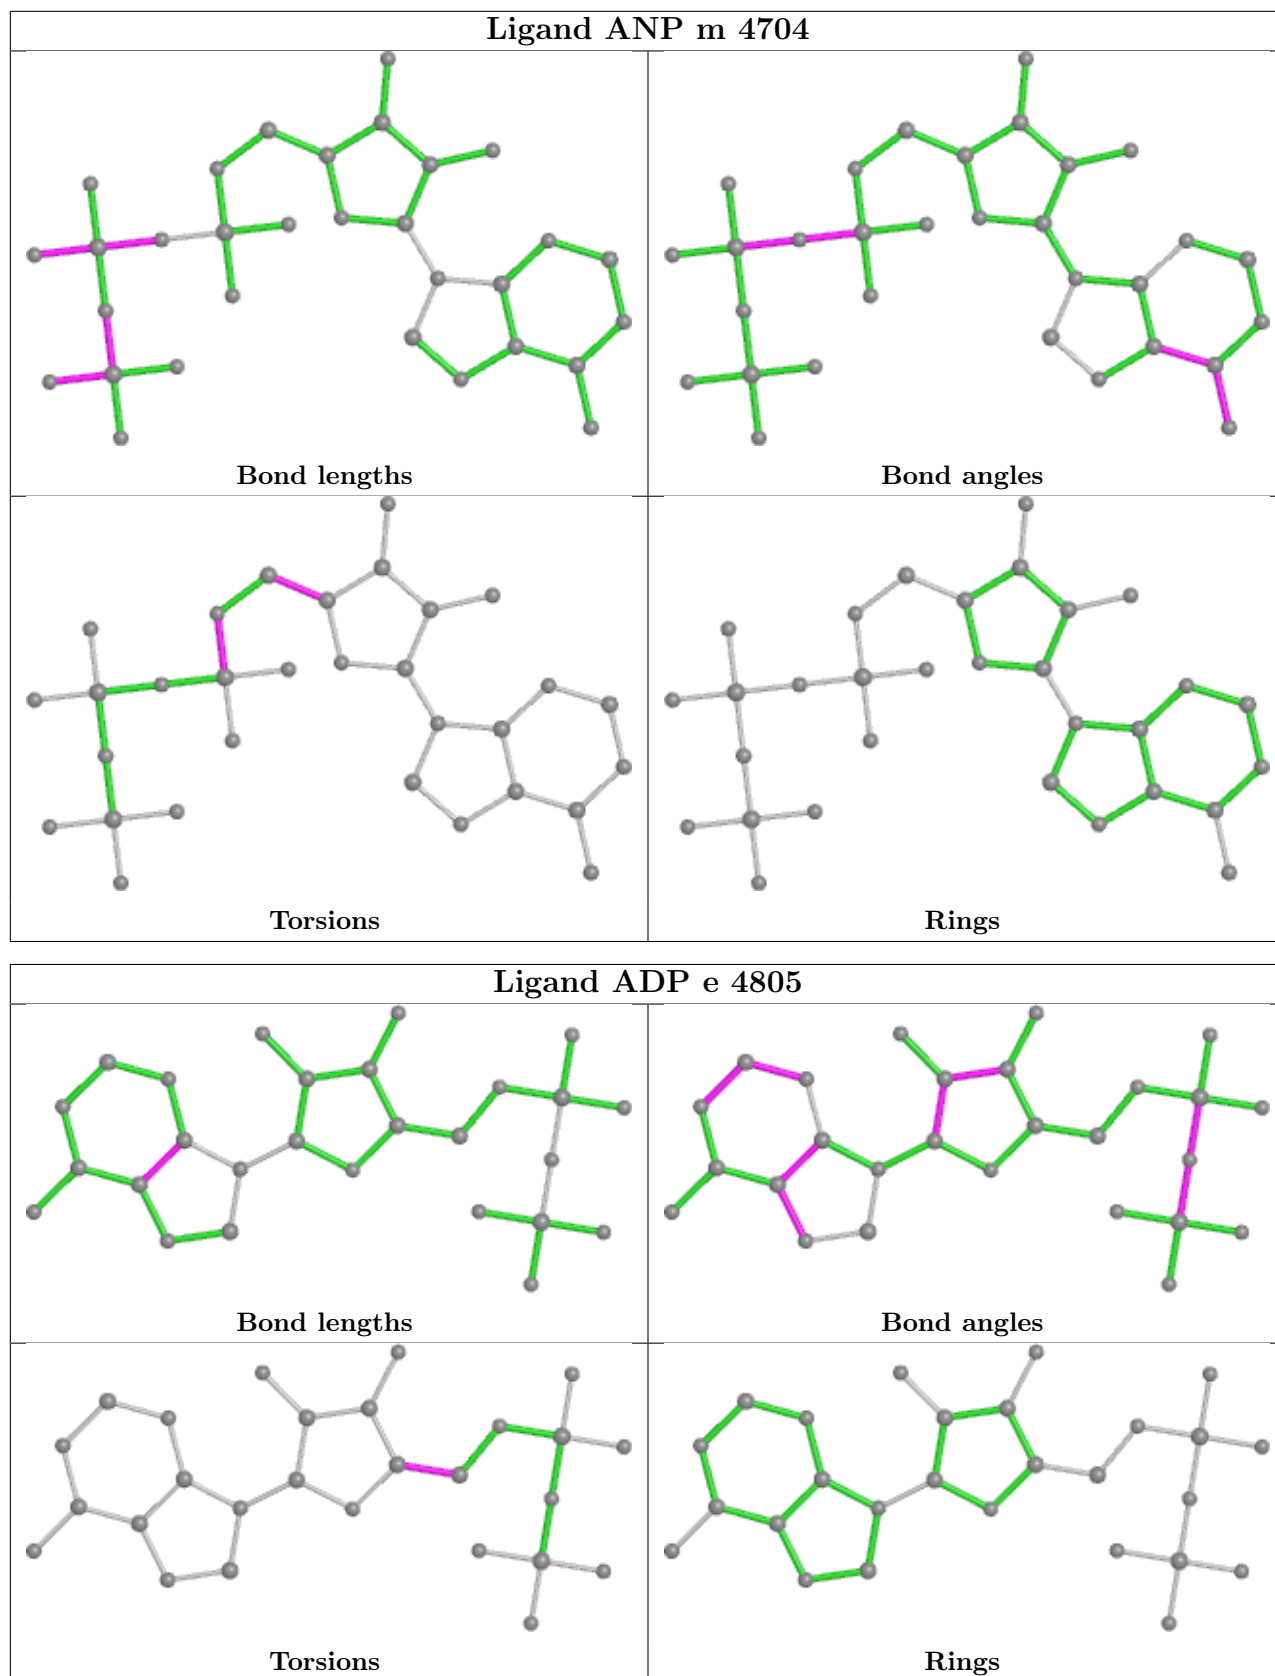 Ligand ANP m 4704
Bond lengths
Bond angles
Torsions
Rings
Ligand ADP e 4805
Bond lengths
Bond angles
Torsions
Rings